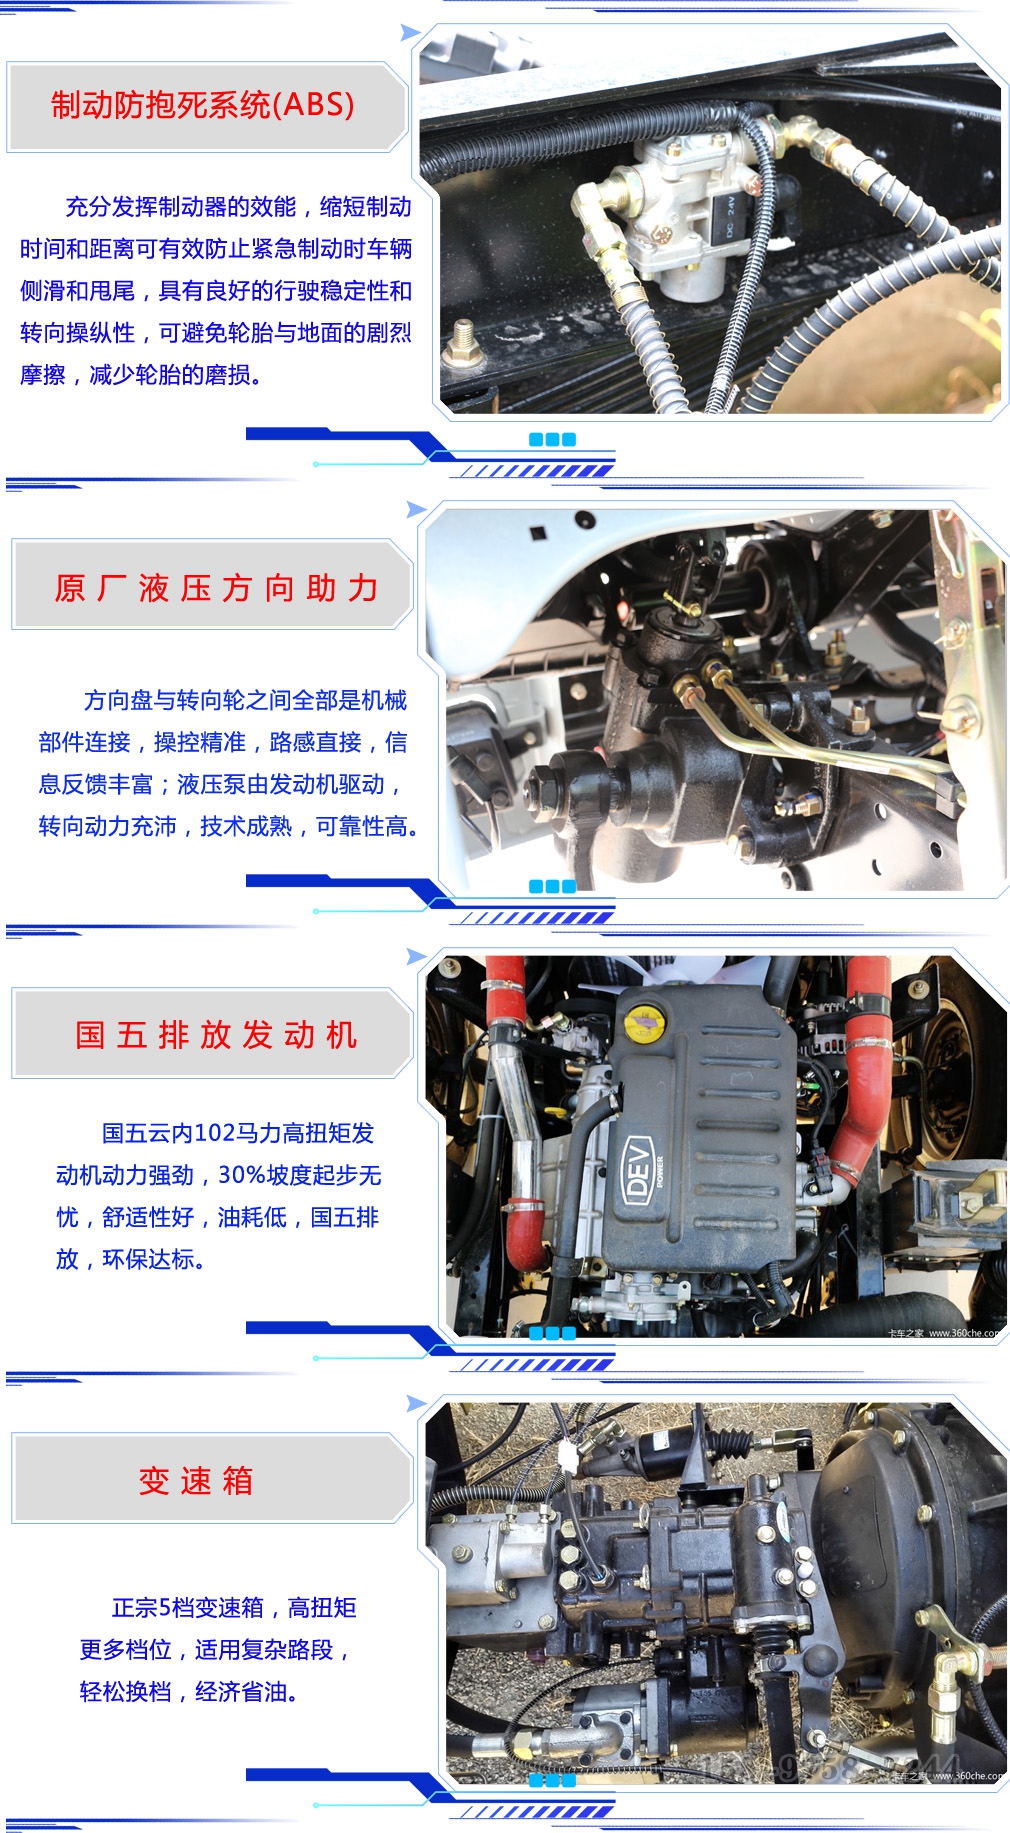 制动防抱死系统(ABS)
充分发挥制动器的效能，缩短制动
时间和距离可有效防止紧急制动时车辆
侧滑和甩尾，具有良好的行驶稳定性和
转向操纵性，可避免轮胎与地面的剧烈
摩擦，减少轮胎的磨损。
DC 24V
原厂液压方向助力
方向盘与转向轮之间全部是机械
部件连接，操控精准，路感直接，信
息反馈丰富；液压泵由发动机驱动，
转向动力充沛，技术成熟，可靠性高。
国五排放发动机
国五云内102马力高扭矩发
动机动力强劲，30%坡度起步无
忧，舒适性好，油耗低，国五排
放，环保达标。
DEV
POWER
卡车之家 www.360che.com
变速箱
正宗5档变速箱，高扭矩
更多档位，适用复杂路段，
轻松换档，经济省油。
卡车之家 www.360che.com